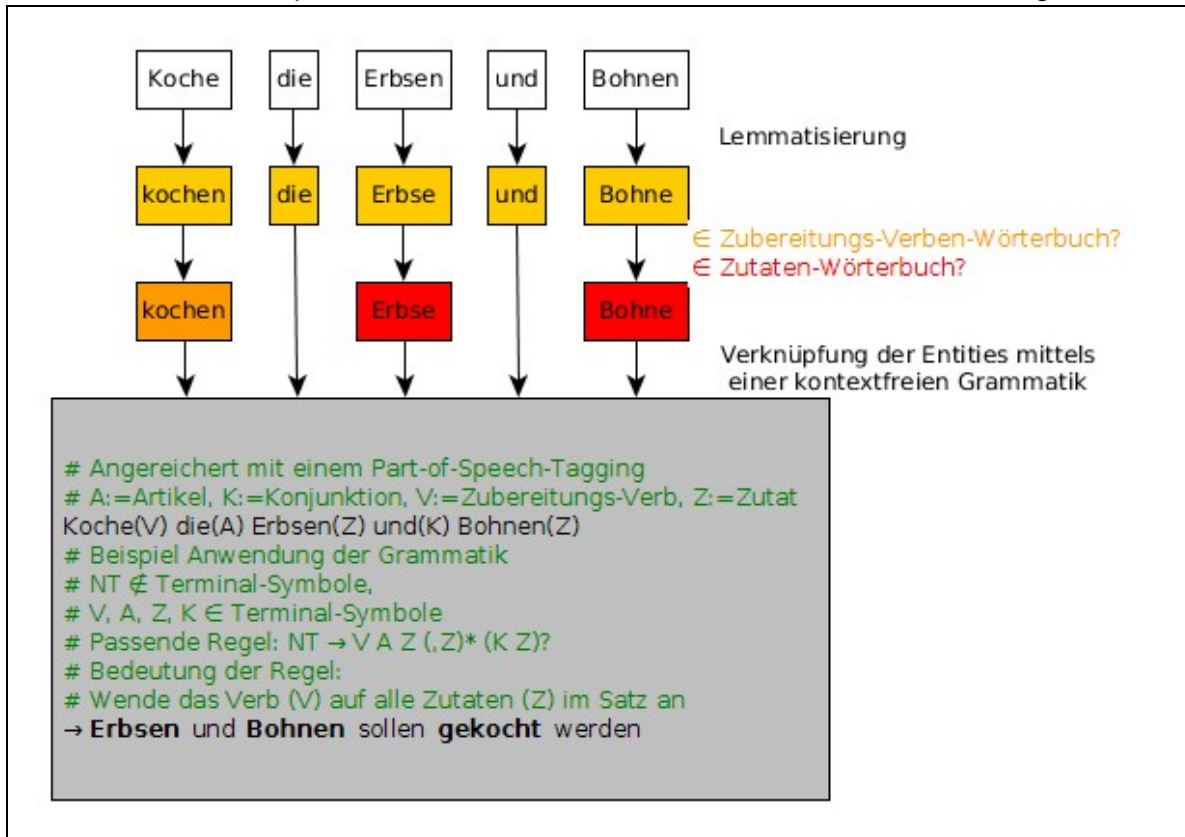 Koche die Erbsen und Bohnen
Lemmatisierung
kochen die Erbse und Bohne
∈ Zubereitungs-Verben-Wörterbuch?
∈ Zutaten-Wörterbuch?
kochen Erbse Bohne
Verknüpfung der Entities mittels
einer kontextfreien Grammatik
# Angereichert mit einem Part-of-Speech-Tagging
# A:=Artikel, K:=Konjunktion, V:=Zubereitungs-Verb, Z:=Zutat
Koche(V) die(A) Erbsen(Z) und(K) Bohnen(Z)
# Beispiel Anwendung der Grammatik
# NT ∉ Terminal-Symbole,
# V, A, Z, K ∈ Terminal-Symbole
# Passende Regel: NT → V A Z (,Z)* (K Z)?
# Bedeutung der Regel:
# Wende das Verb (V) auf alle Zutaten (Z) im Satz an
→ Erbsen und Bohnen sollen gekocht werden